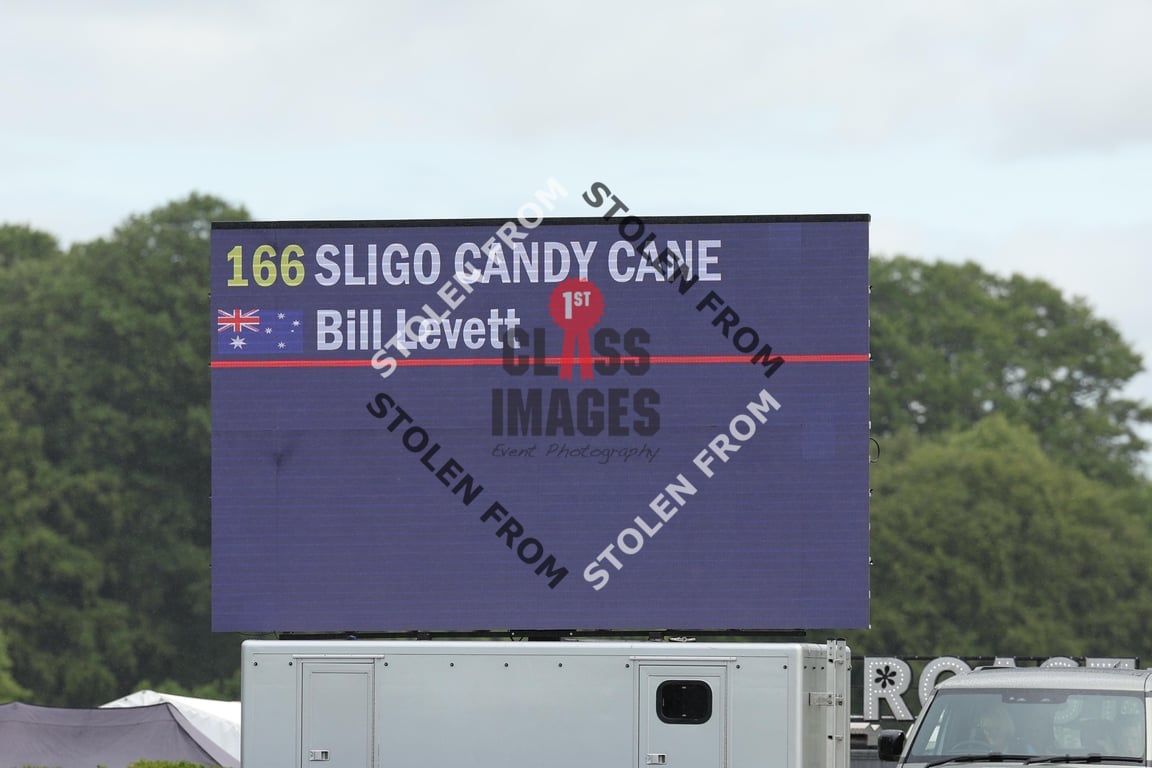 166 SLIGO CANDY CANE
Bill Levett
STOLEN FROM
STOLEN FROM
1ST
CLASS
IMAGES
Event Photography
STOLEN FROM
STOLEN FROM